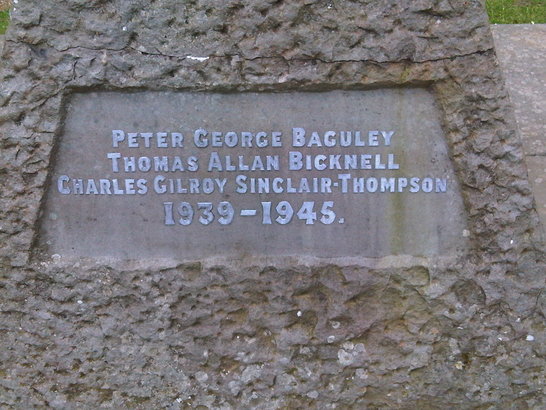 PETER GEORGE BAGULEY
THOMAS ALLAN BICKNELL
CHARLES GILROY SINCLAIR-THOMPSON
1939-1945.